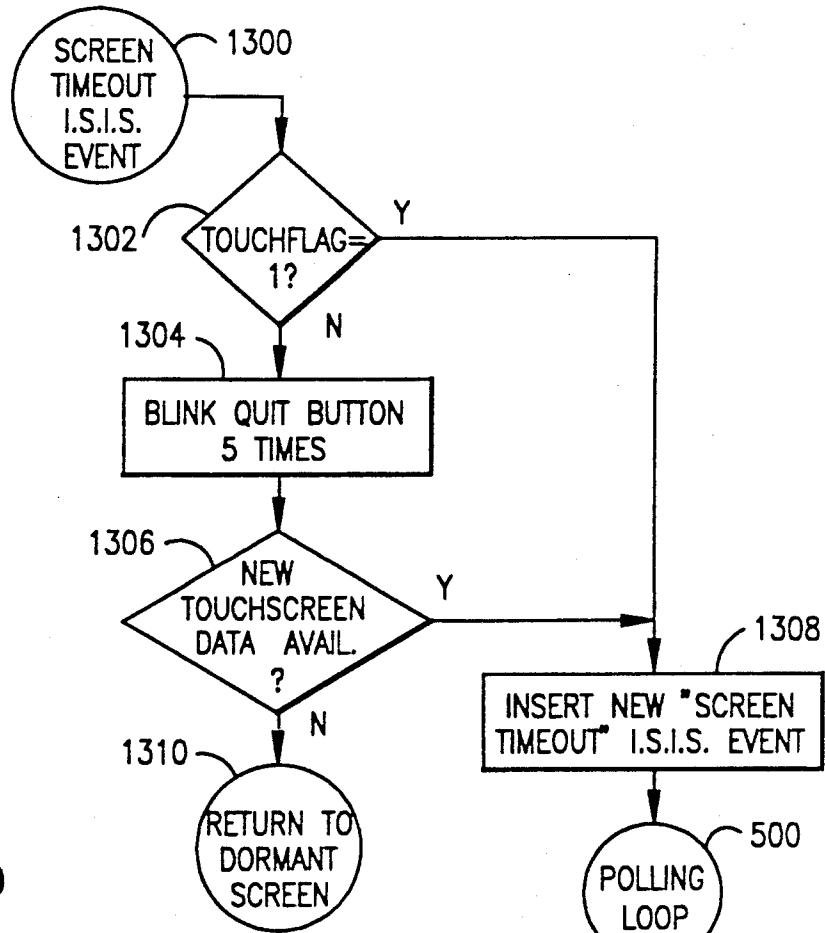 1300
SCREEN
TIMEOUT
I.S.I.S.
EVENT
1302
TOUCHFLAG=
1?
Y
N
1304
BLINK QUIT BUTTON
5 TIMES
1306
NEW
TOUCHSCREEN
DATA AVAIL.
?
Y
N
1308
INSERT NEW "SCREEN
TIMEOUT" I.S.I.S. EVENT
1310
RETURN TO
DORMANT
SCREEN
500
POLLING
LOOP